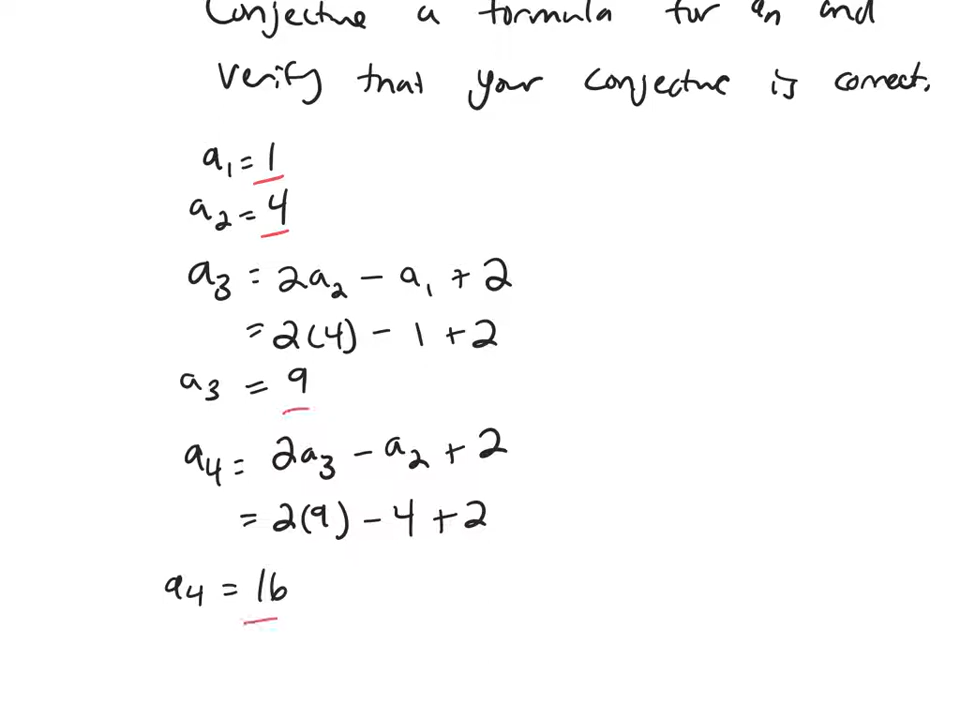 Conjecture a formula for an and
verify that your conjecture is correct.
a1 = 1
a2 = 4
a3 = 2a2 - a1 + 2
= 2(4) - 1 + 2
a3 = 9
a4 = 2a3 - a2 + 2
= 2(9) - 4 + 2
a4 = 16